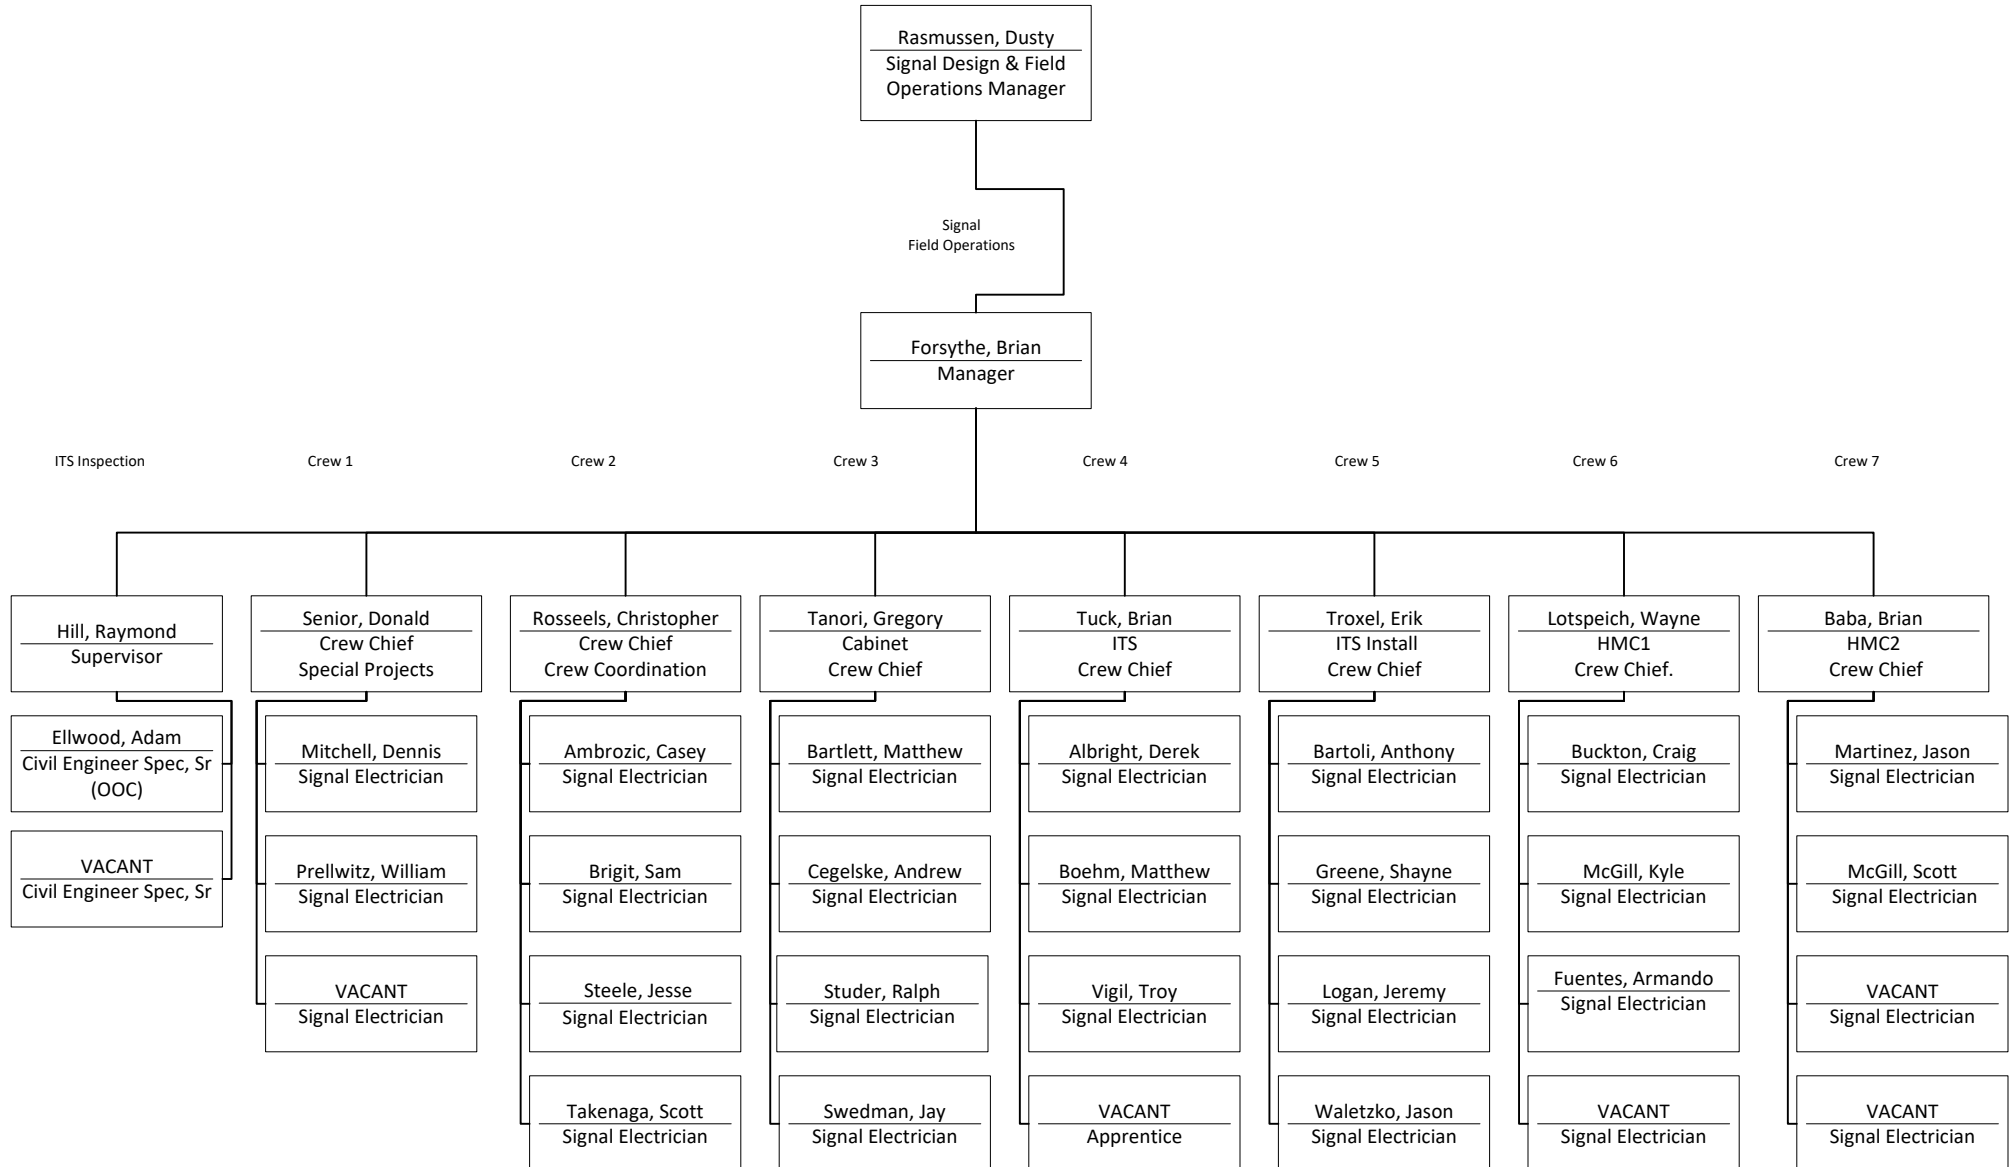 Rasmussen, Dusty
Signal Design & Field
Operations Manager
Signal
Field Operations
Forsythe, Brian
Manager
ITS Inspection
Crew 1
Crew 2
Crew 3
Crew 4
Crew 5
Crew 6
Crew 7
Hill, Raymond
Supervisor
Ellwood, Adam
Civil Engineer Spec, Sr
(OOC)
VACANT
Civil Engineer Spec, Sr
Senior, Donald
Crew Chief
Special Projects
Mitchell, Dennis
Signal Electrician
Prellwitz, William
Signal Electrician
VACANT
Signal Electrician
Rosseels, Christopher
Crew Chief
Crew Coordination
Ambrozic, Casey
Signal Electrician
Brigit, Sam
Signal Electrician
Steele, Jesse
Signal Electrician
Takenaga, Scott
Signal Electrician
Tanori, Gregory
Cabinet
Crew Chief
Bartlett, Matthew
Signal Electrician
Cegelske, Andrew
Signal Electrician
Studer, Ralph
Signal Electrician
Swedman, Jay
Signal Electrician
Tuck, Brian
ITS
Crew Chief
Albright, Derek
Signal Electrician
Boehm, Matthew
Signal Electrician
Vigil, Troy
Signal Electrician
VACANT
Apprentice
Troxel, Erik
ITS Install
Crew Chief
Bartoli, Anthony
Signal Electrician
Greene, Shayne
Signal Electrician
Logan, Jeremy
Signal Electrician
Waletzko, Jason
Signal Electrician
Lotspeich, Wayne
HMC1
Crew Chief.
Buckton, Craig
Signal Electrician
McGill, Kyle
Signal Electrician
Fuentes, Armando
Signal Electrician
VACANT
Signal Electrician
Baba, Brian
HMC2
Crew Chief
Martinez, Jason
Signal Electrician
McGill, Scott
Signal Electrician
VACANT
Signal Electrician
VACANT
Signal Electrician